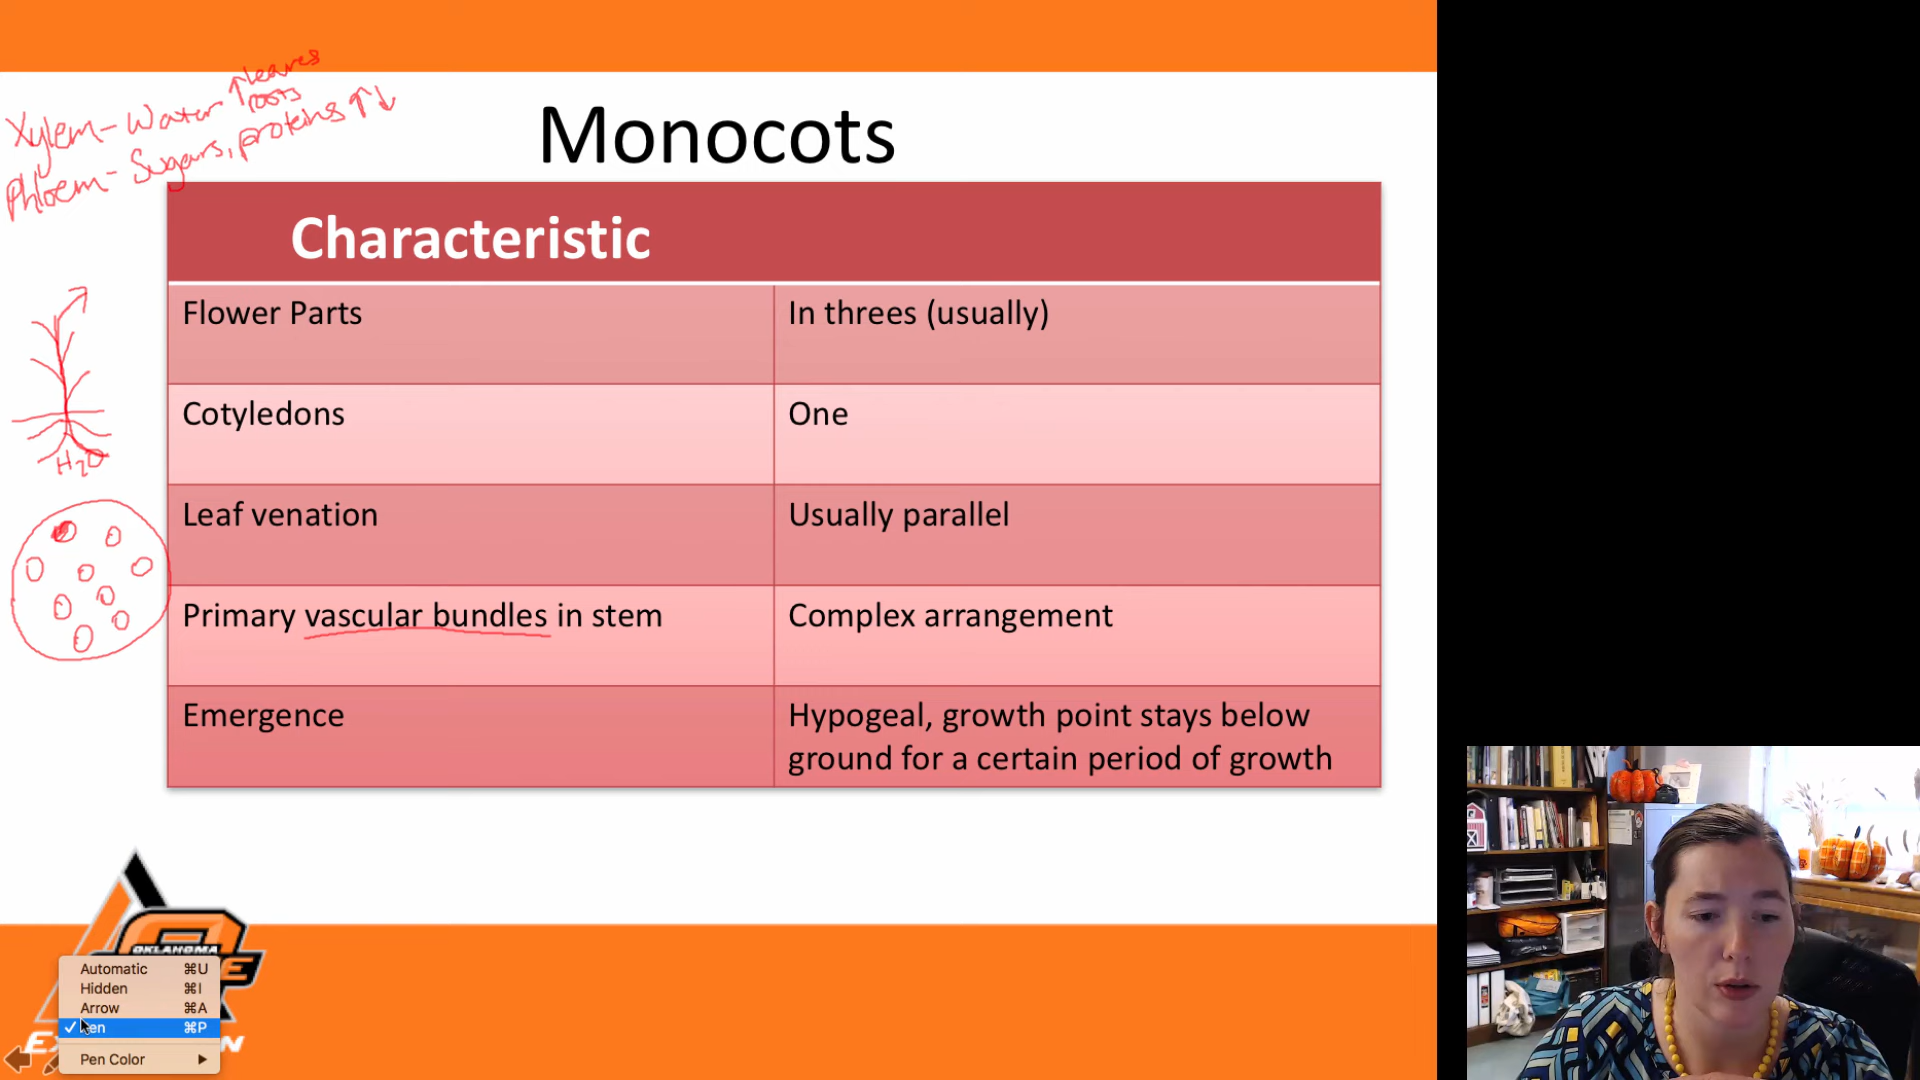 ↑leaves
Xylem- Water roots
Phloem- Sugars, proteins ↑↓
Monocots
Characteristic
Flower Parts In threes (usually)
Cotyledons One
Leaf venation Usually parallel
H₂O
Primary vascular bundles in stem Complex arrangement
Emergence Hypogeal, growth point stays below
ground for a certain period of growth
OKLAHOMA
Automatic ⌘U
Hidden ⌘I
Arrow ⌘A
✓ Pen ⌘P
Pen Color